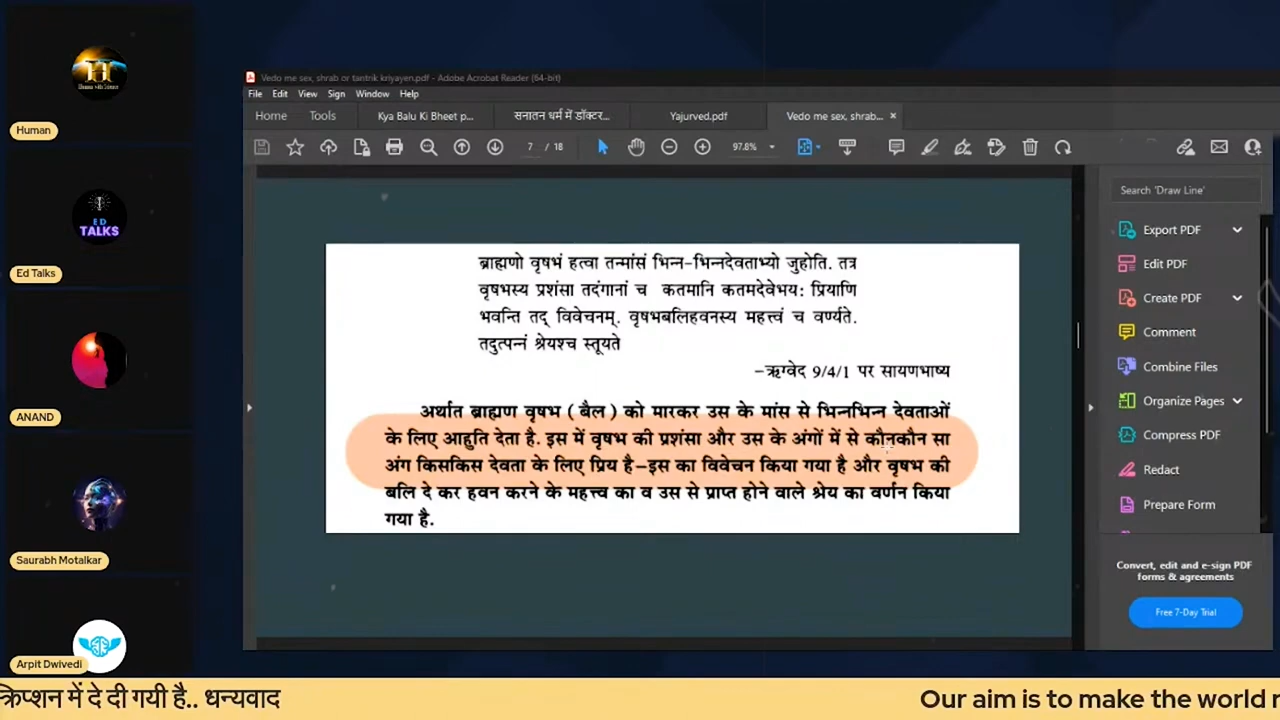 Vedo me sex, shrab or tantrik kriyayen.pdf - Adobe Acrobat Reader (64-bit)
File Edit View Sign Window Help
Home Tools Kya Balu Ki Bheet p... सनातन धर्म में डॉक्टर... Yajurved.pdf Vedo me sex, shrab...
7 / 18 97.8%
Search 'Draw Line'
Export PDF
Edit PDF
Create PDF
Comment
Combine Files
Organize Pages
Compress PDF
Redact
Prepare Form
Convert, edit and e-sign PDF
forms & agreements
Free 7-Day Trial
ब्राह्मणो वृषभं हत्वा तन्मांसं भिन्न-भिन्नदेवताभ्यो जुहोति. तत्र
वृषभस्य प्रशंसा तदंगानां च कतमानि कतमदेवेभय: प्रियाणि
भवन्ति तद् विवेचनम्. वृषभबलिहवनस्य महत्त्वं च वर्ण्यते.
तदुत्पन्नं श्रेयश्च स्तूयते
–ऋग्वेद 9/4/1 पर सायणभाष्य
अर्थात ब्राह्मण वृषभ ( बैल ) को मारकर उस के मांस से भिन्नभिन्न देवताओं
के लिए आहुति देता है. इस में वृषभ की प्रशंसा और उस के अंगों में से कौनकौन सा
अंग किसकिस देवता के लिए प्रिय है–इस का विवेचन किया गया है और वृषभ की
बलि दे कर हवन करने के महत्त्व का व उस से प्राप्त होने वाले श्रेय का वर्णन किया
गया है.
H
Human
ED
TALKS
Ed Talks
ANAND
Saurabh Motalkar
Arpit Dwivedi
क्रिप्शन में दे दी गयी है.. धन्यवाद
Our aim is to make the world